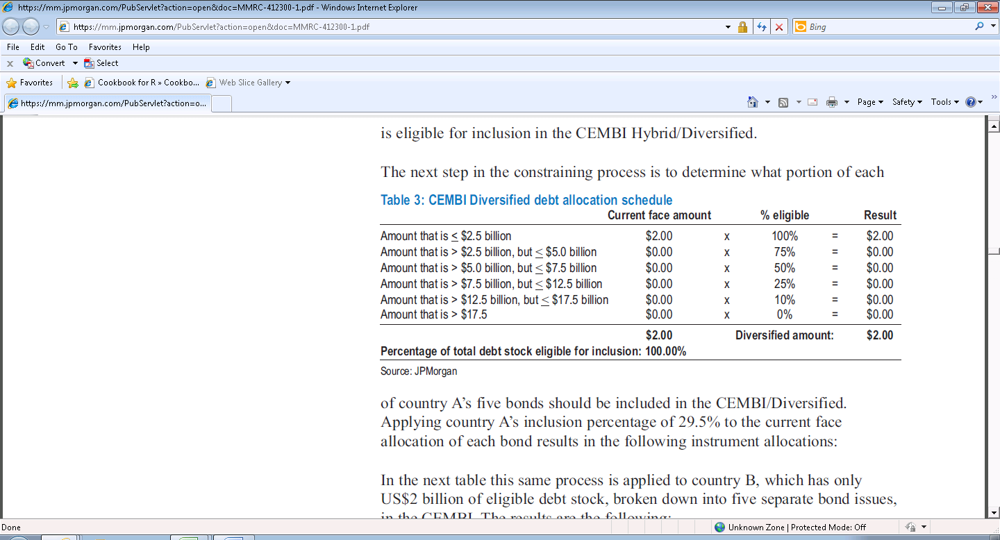 https://mm.jpmorgan.com/PubServlet?action=open&doc=MMRC-412300-1.pdf - Windows Internet Explorer
https://mm.jpmorgan.com/PubServlet?action=open&doc=MMRC-412300-1.pdf
Bing
File Edit Go To Favorites Help
x Convert Select
Favorites Cookbook for R » Cookbo... Web Slice Gallery
https://mm.jpmorgan.com/PubServlet?action=o... Page Safety Tools »
is eligible for inclusion in the CEMBI Hybrid/Diversified.
The next step in the constraining process is to determine what portion of each
Table 3: CEMBI Diversified debt allocation schedule
Current face amount % eligible Result
Amount that is ≤ $2.5 billion $2.00 x 100% = $2.00
Amount that is > $2.5 billion, but ≤ $5.0 billion $0.00 x 75% = $0.00
Amount that is > $5.0 billion, but ≤ $7.5 billion $0.00 x 50% = $0.00
Amount that is > $7.5 billion, but ≤ $12.5 billion $0.00 x 25% = $0.00
Amount that is > $12.5 billion, but ≤ $17.5 billion $0.00 x 10% = $0.00
Amount that is > $17.5 $0.00 x 0% = $0.00
$2.00 Diversified amount: $2.00
Percentage of total debt stock eligible for inclusion: 100.00%
Source: JPMorgan
of country A's five bonds should be included in the CEMBI/Diversified.
Applying country A's inclusion percentage of 29.5% to the current face
allocation of each bond results in the following instrument allocations:
In the next table this same process is applied to country B, which has only
US$2 billion of eligible debt stock, broken down into five separate bond issues,
in the CEMBI. The results are the following:
Done Unknown Zone | Protected Mode: Off